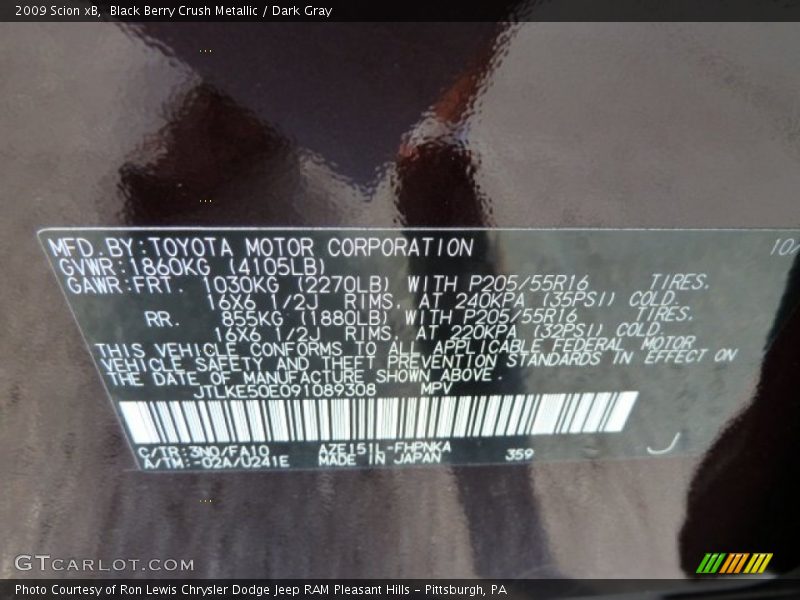 2009 Scion xB,  Black Berry Crush Metallic / Dark Gray
MFD.BY:TOYOTA MOTOR CORPORATION 10/
GVWR:1860KG (4105LB)
GAWR:FRT. 1030KG (2270LB) WITH P205/55R16 TIRES.
16X6 1/2J RIMS, AT 240KPA (35PSI) COLD.
RR. 855KG (1880LB) WITH P205/55R16 TIRES.
16X6 1/2J RIMS, AT 220KPA (32PSI) COLD.
THIS VEHICLE CONFORMS TO ALL APPLICABLE FEDERAL MOTOR
VEHICLE SAFETY AND THEFT PREVENTION STANDARDS IN EFFECT ON
THE DATE OF MANUFACTURE SHOWN ABOVE.
JTLKE50E091089308 MPV
C/TR:3N0/FA10 AZE151L-FHPNKA
A/TM:-02A/U241E MADE IN JAPAN 359
GTCARLOT.COM
Photo Courtesy of Ron Lewis Chrysler Dodge Jeep RAM Pleasant Hills - Pittsburgh, PA